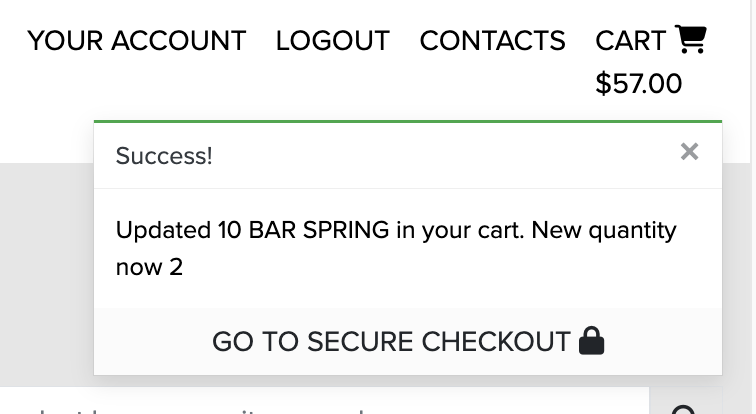 YOUR ACCOUNT LOGOUT CONTACTS CART
$57.00
Success!
Updated 10 BAR SPRING in your cart. New quantity
now 2
GO TO SECURE CHECKOUT